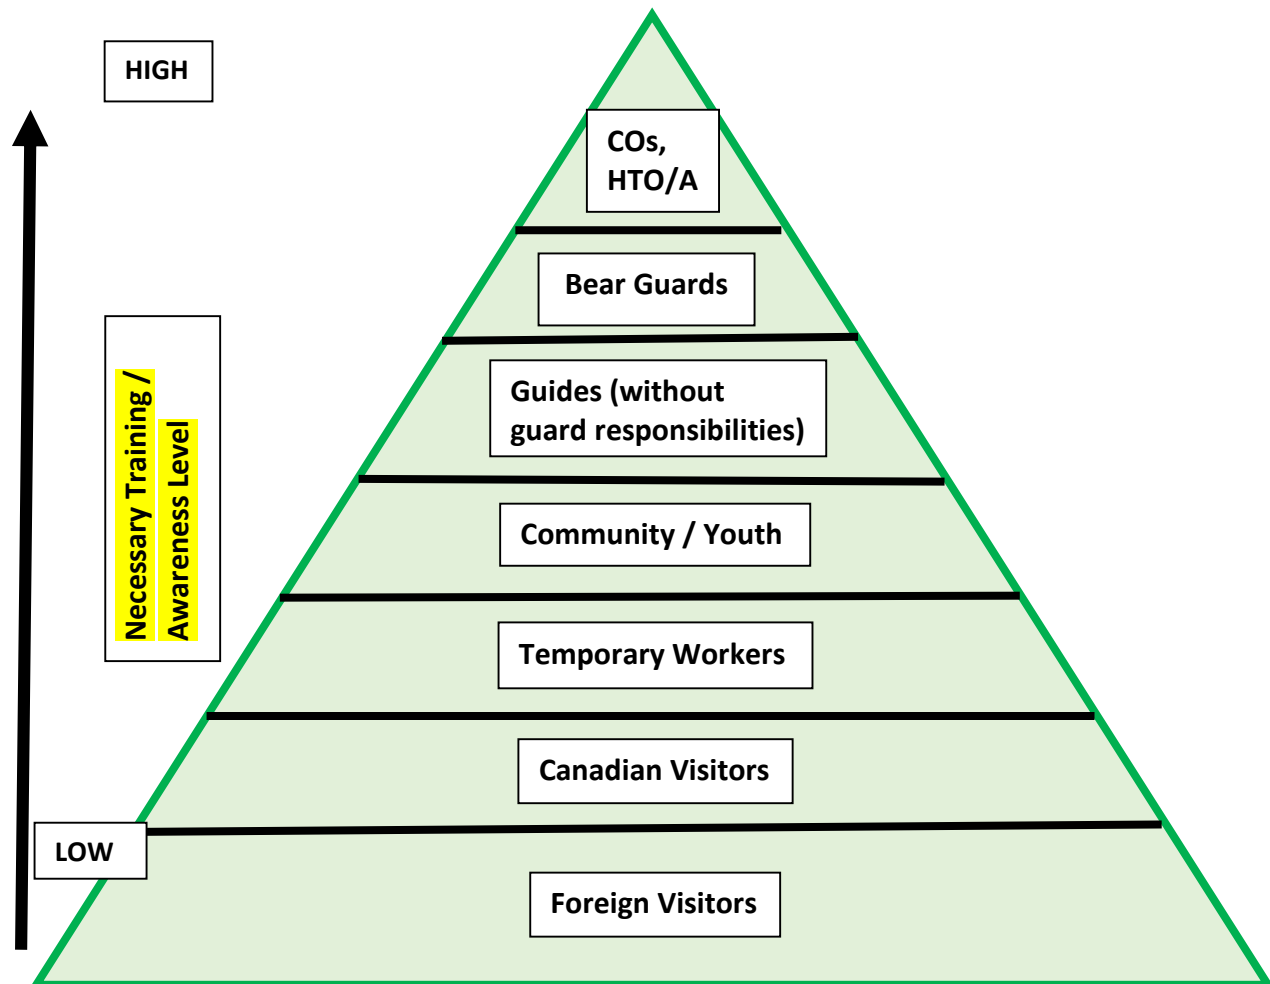 HIGH
COs,
HTO/A
Bear Guards
Necessary Training /
Awareness Level
Guides (without
guard responsibilities)
Community / Youth
Temporary Workers
Canadian Visitors
LOW
Foreign Visitors